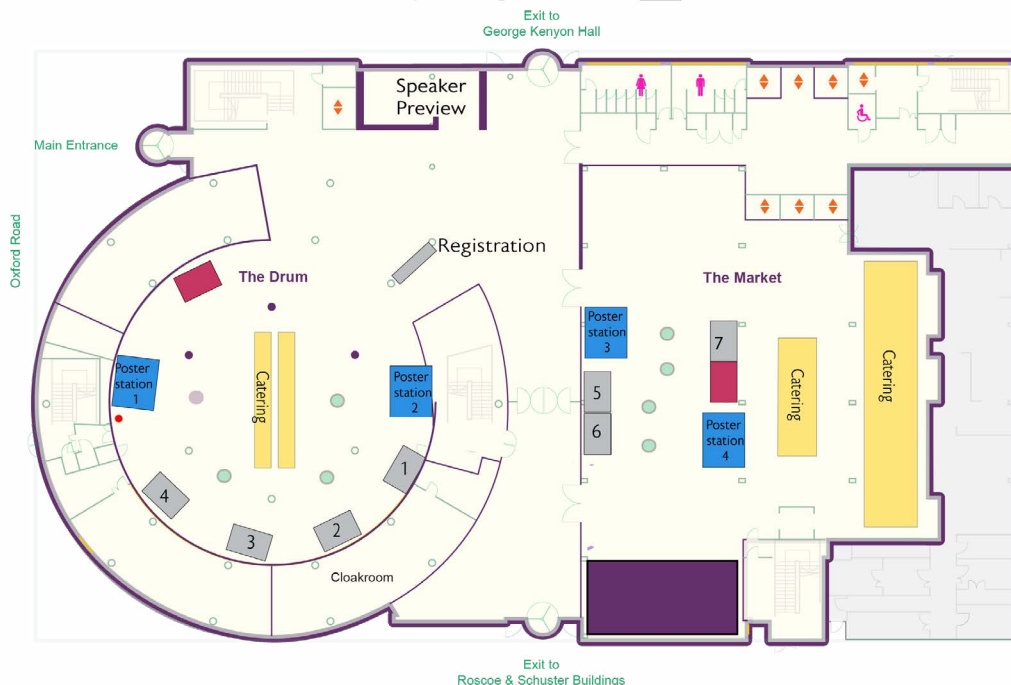 Exit to
George Kenyon Hall
Speaker
Preview
Main Entrance
Oxford Road
Registration
The Drum
The Market
Poster
station
3
7
Poster
station
1
Catering
Poster
station
2
5
Catering
Catering
6
Poster
station
4
1
4
2
3
Cloakroom
Exit to
Roscoe & Schuster Buildings